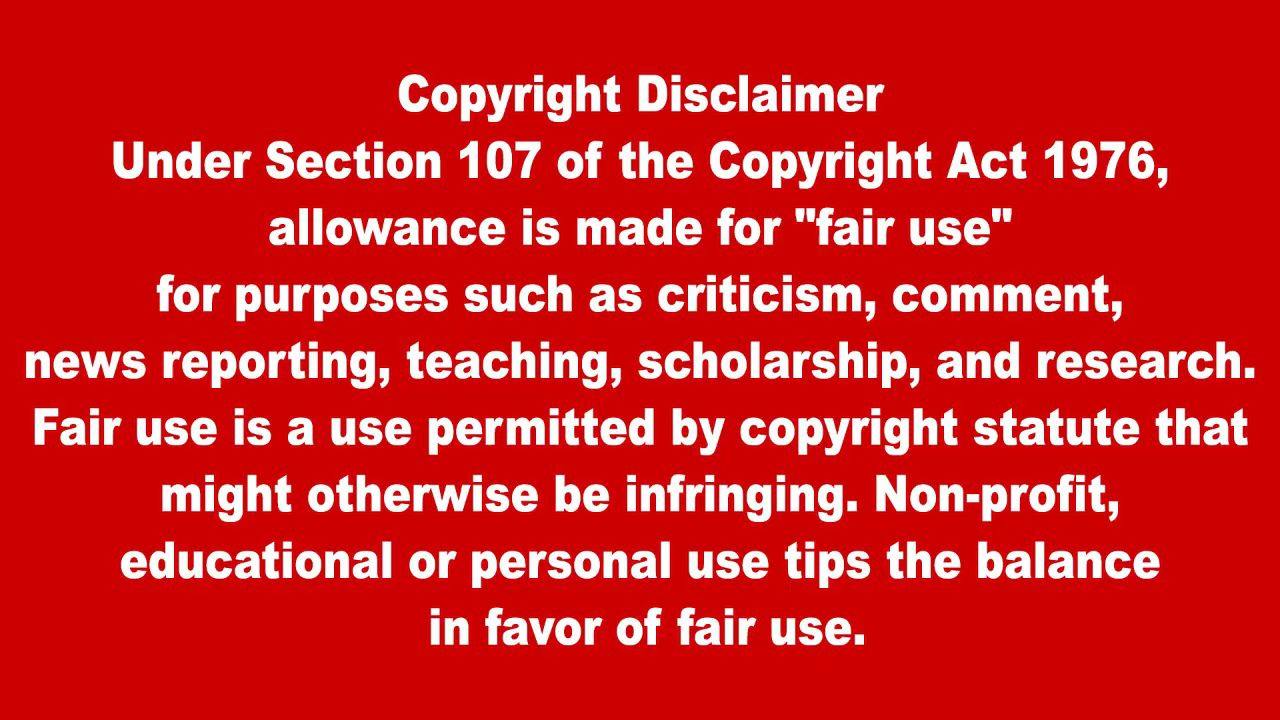 Copyright Disclaimer
Under Section 107 of the Copyright Act 1976,
allowance is made for "fair use"
for purposes such as criticism, comment,
news reporting, teaching, scholarship, and research.
Fair use is a use permitted by copyright statute that
might otherwise be infringing. Non-profit,
educational or personal use tips the balance
in favor of fair use.